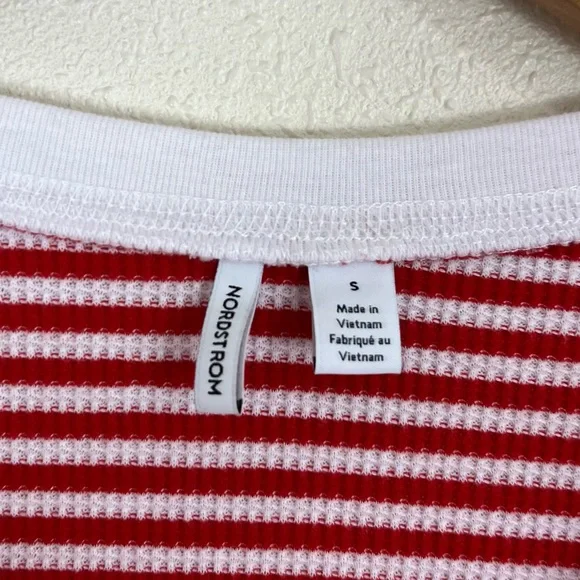 NORDSTROM
S
Made in
Vietnam
Fabriqué au
Vietnam